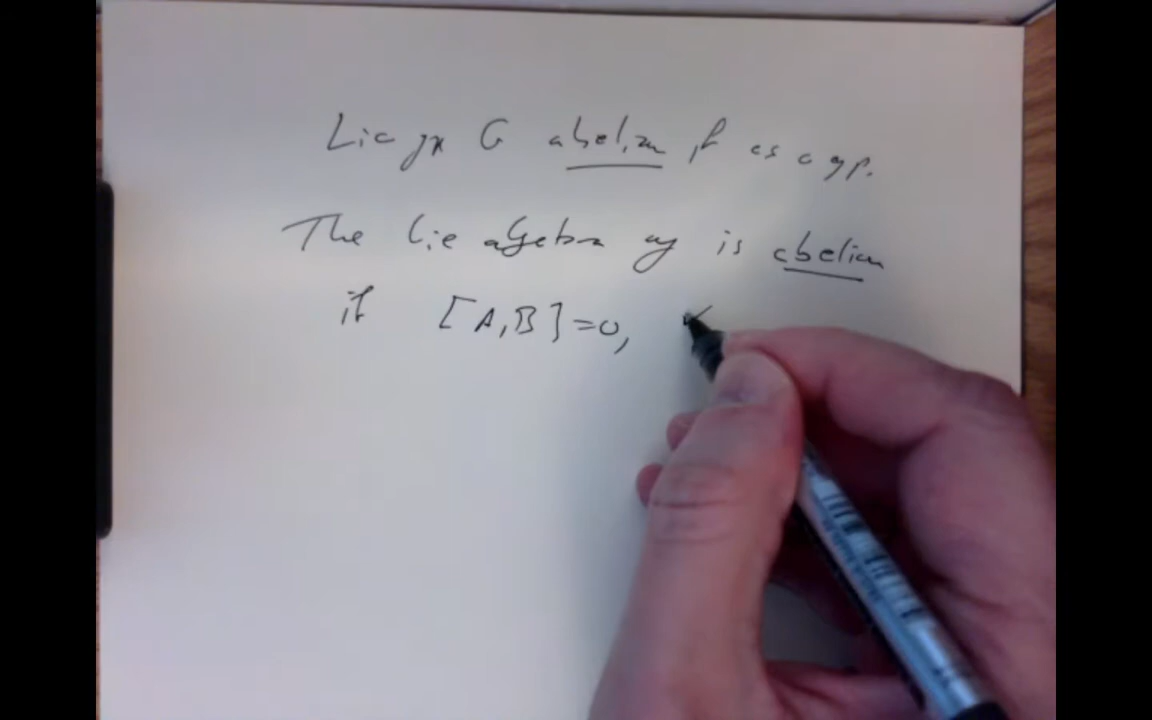 Lie gp G abelian if as a gp.
The Lie algebra 𝔤 is abelian
if [A,B]=0,